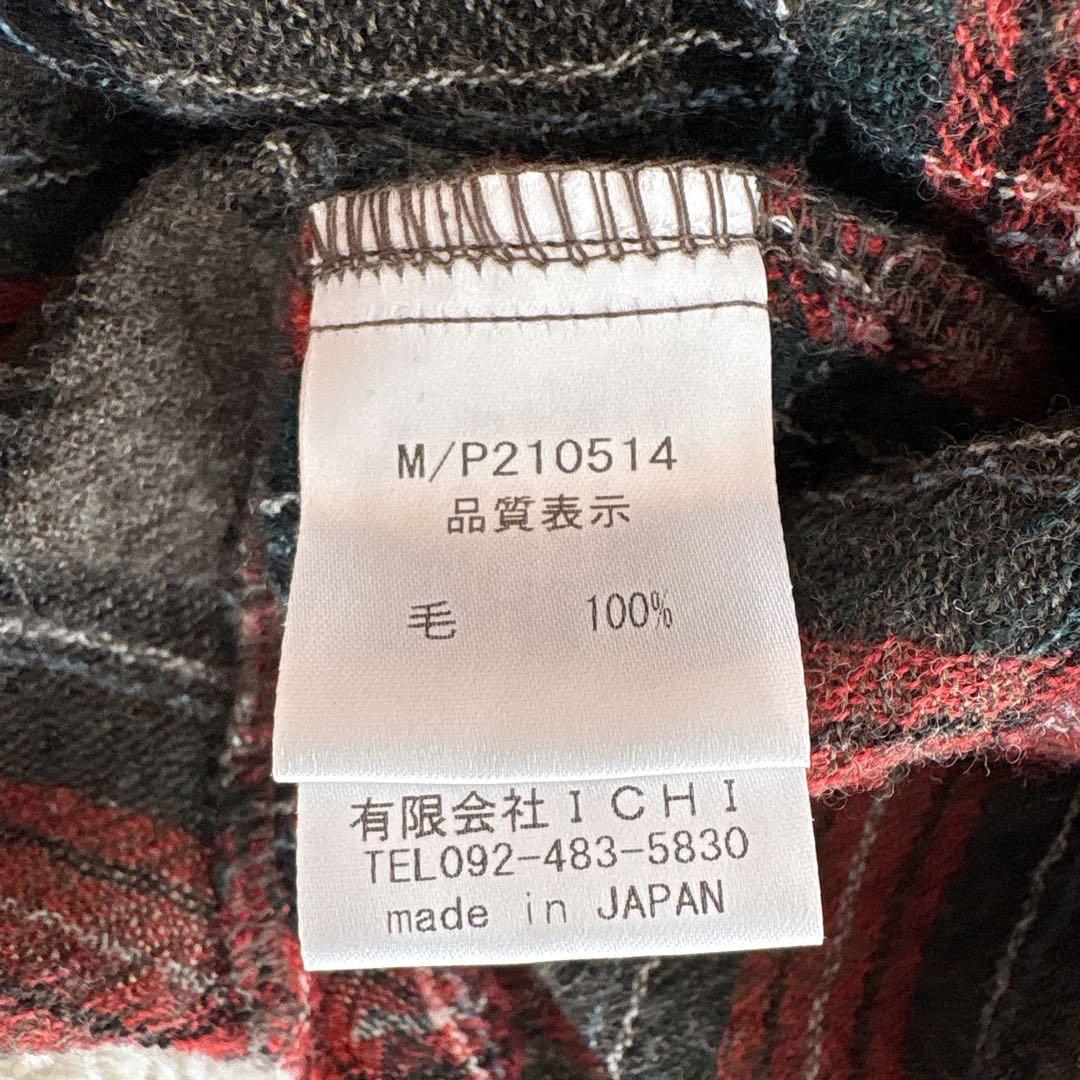 M/P210514
品質表示
毛 100%
有限会社ICHI
TEL092-483-5830
made in JAPAN